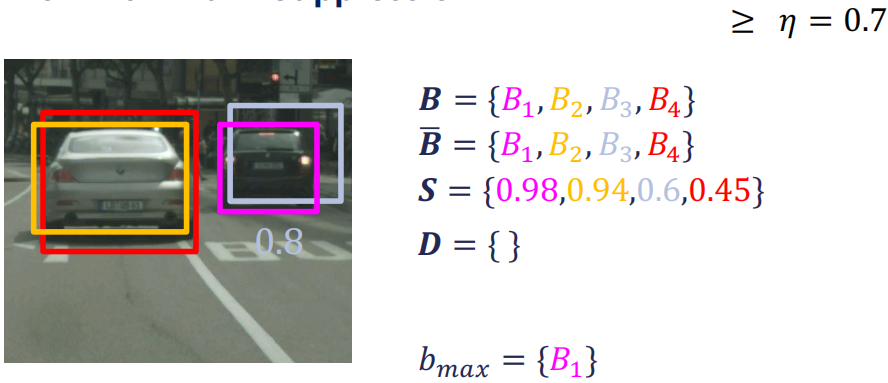 ≥ η = 0.7
B = {B₁, B₂, B₃, B₄}
B̄ = {B₁, B₂, B₃, B₄}
S = {0.98,0.94,0.6,0.45}
0.8
D = { }
b_max = {B₁}